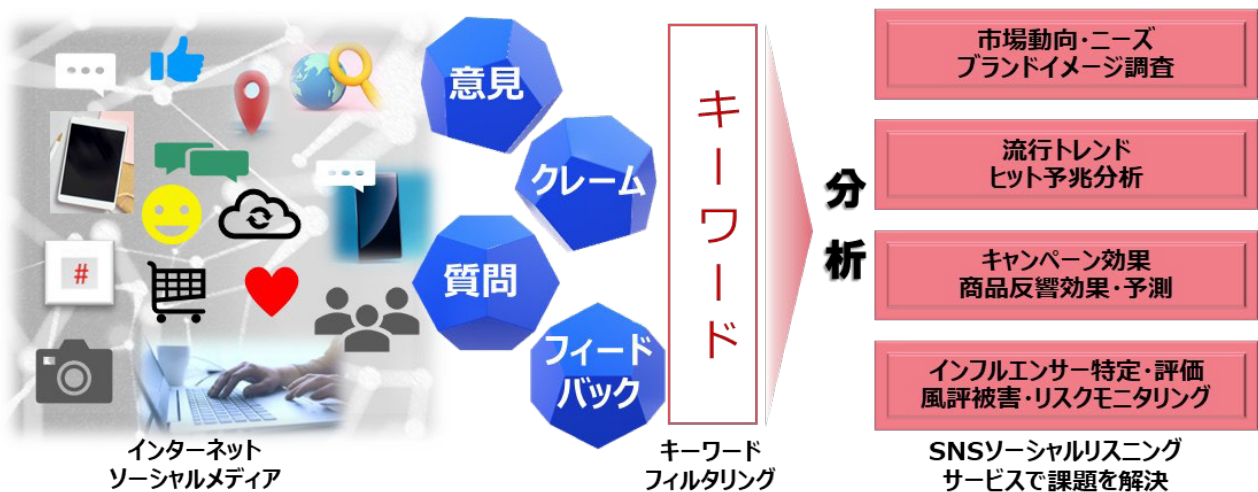 #
インターネット
ソーシャルメディア
意見
クレーム
質問
フィード
バック
キーワード
キーワード
フィルタリング
分析
市場動向・ニーズ
ブランドイメージ調査
流行トレンド
ヒット予兆分析
キャンペーン効果
商品反響効果・予測
インフルエンサー特定・評価
風評被害・リスクモニタリング
SNSソーシャルリスニング
サービスで課題を解決